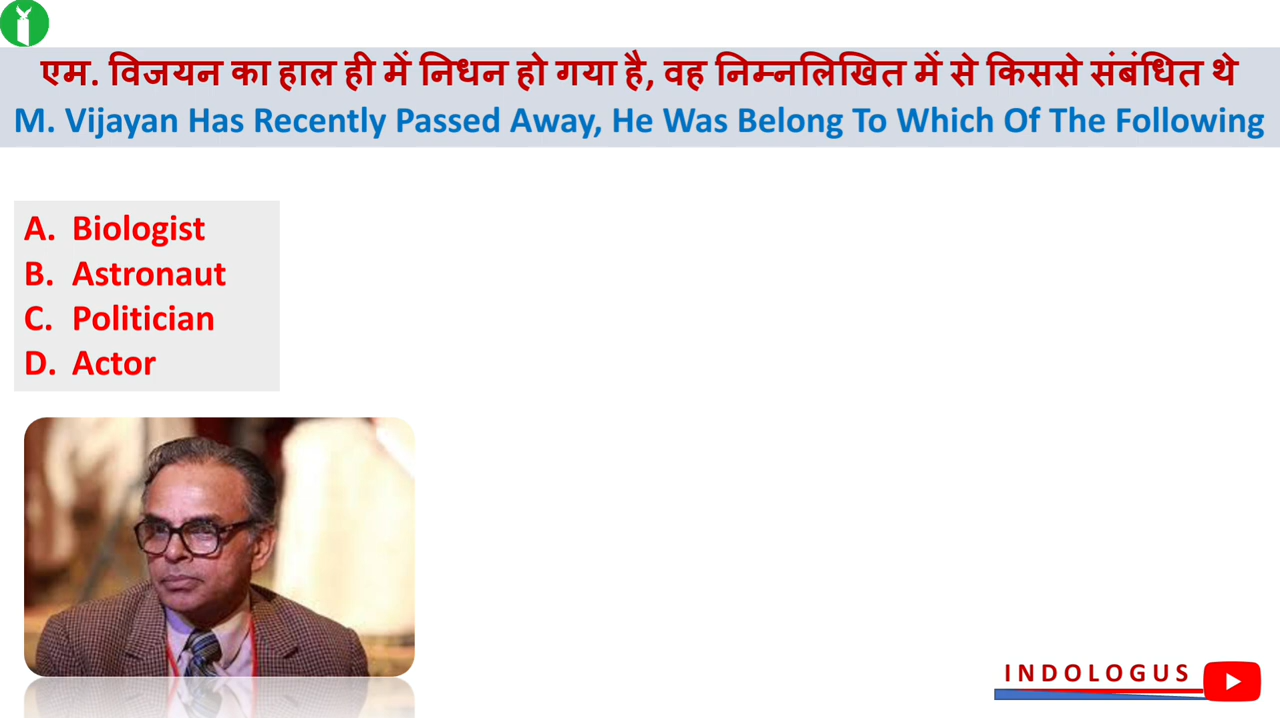 एम. विजयन का हाल ही में निधन हो गया है, वह निम्नलिखित में से किससे संबंधित थे
M. Vijayan Has Recently Passed Away, He Was Belong To Which Of The Following
A. Biologist
B. Astronaut
C. Politician
D. Actor
INDOLOGUS